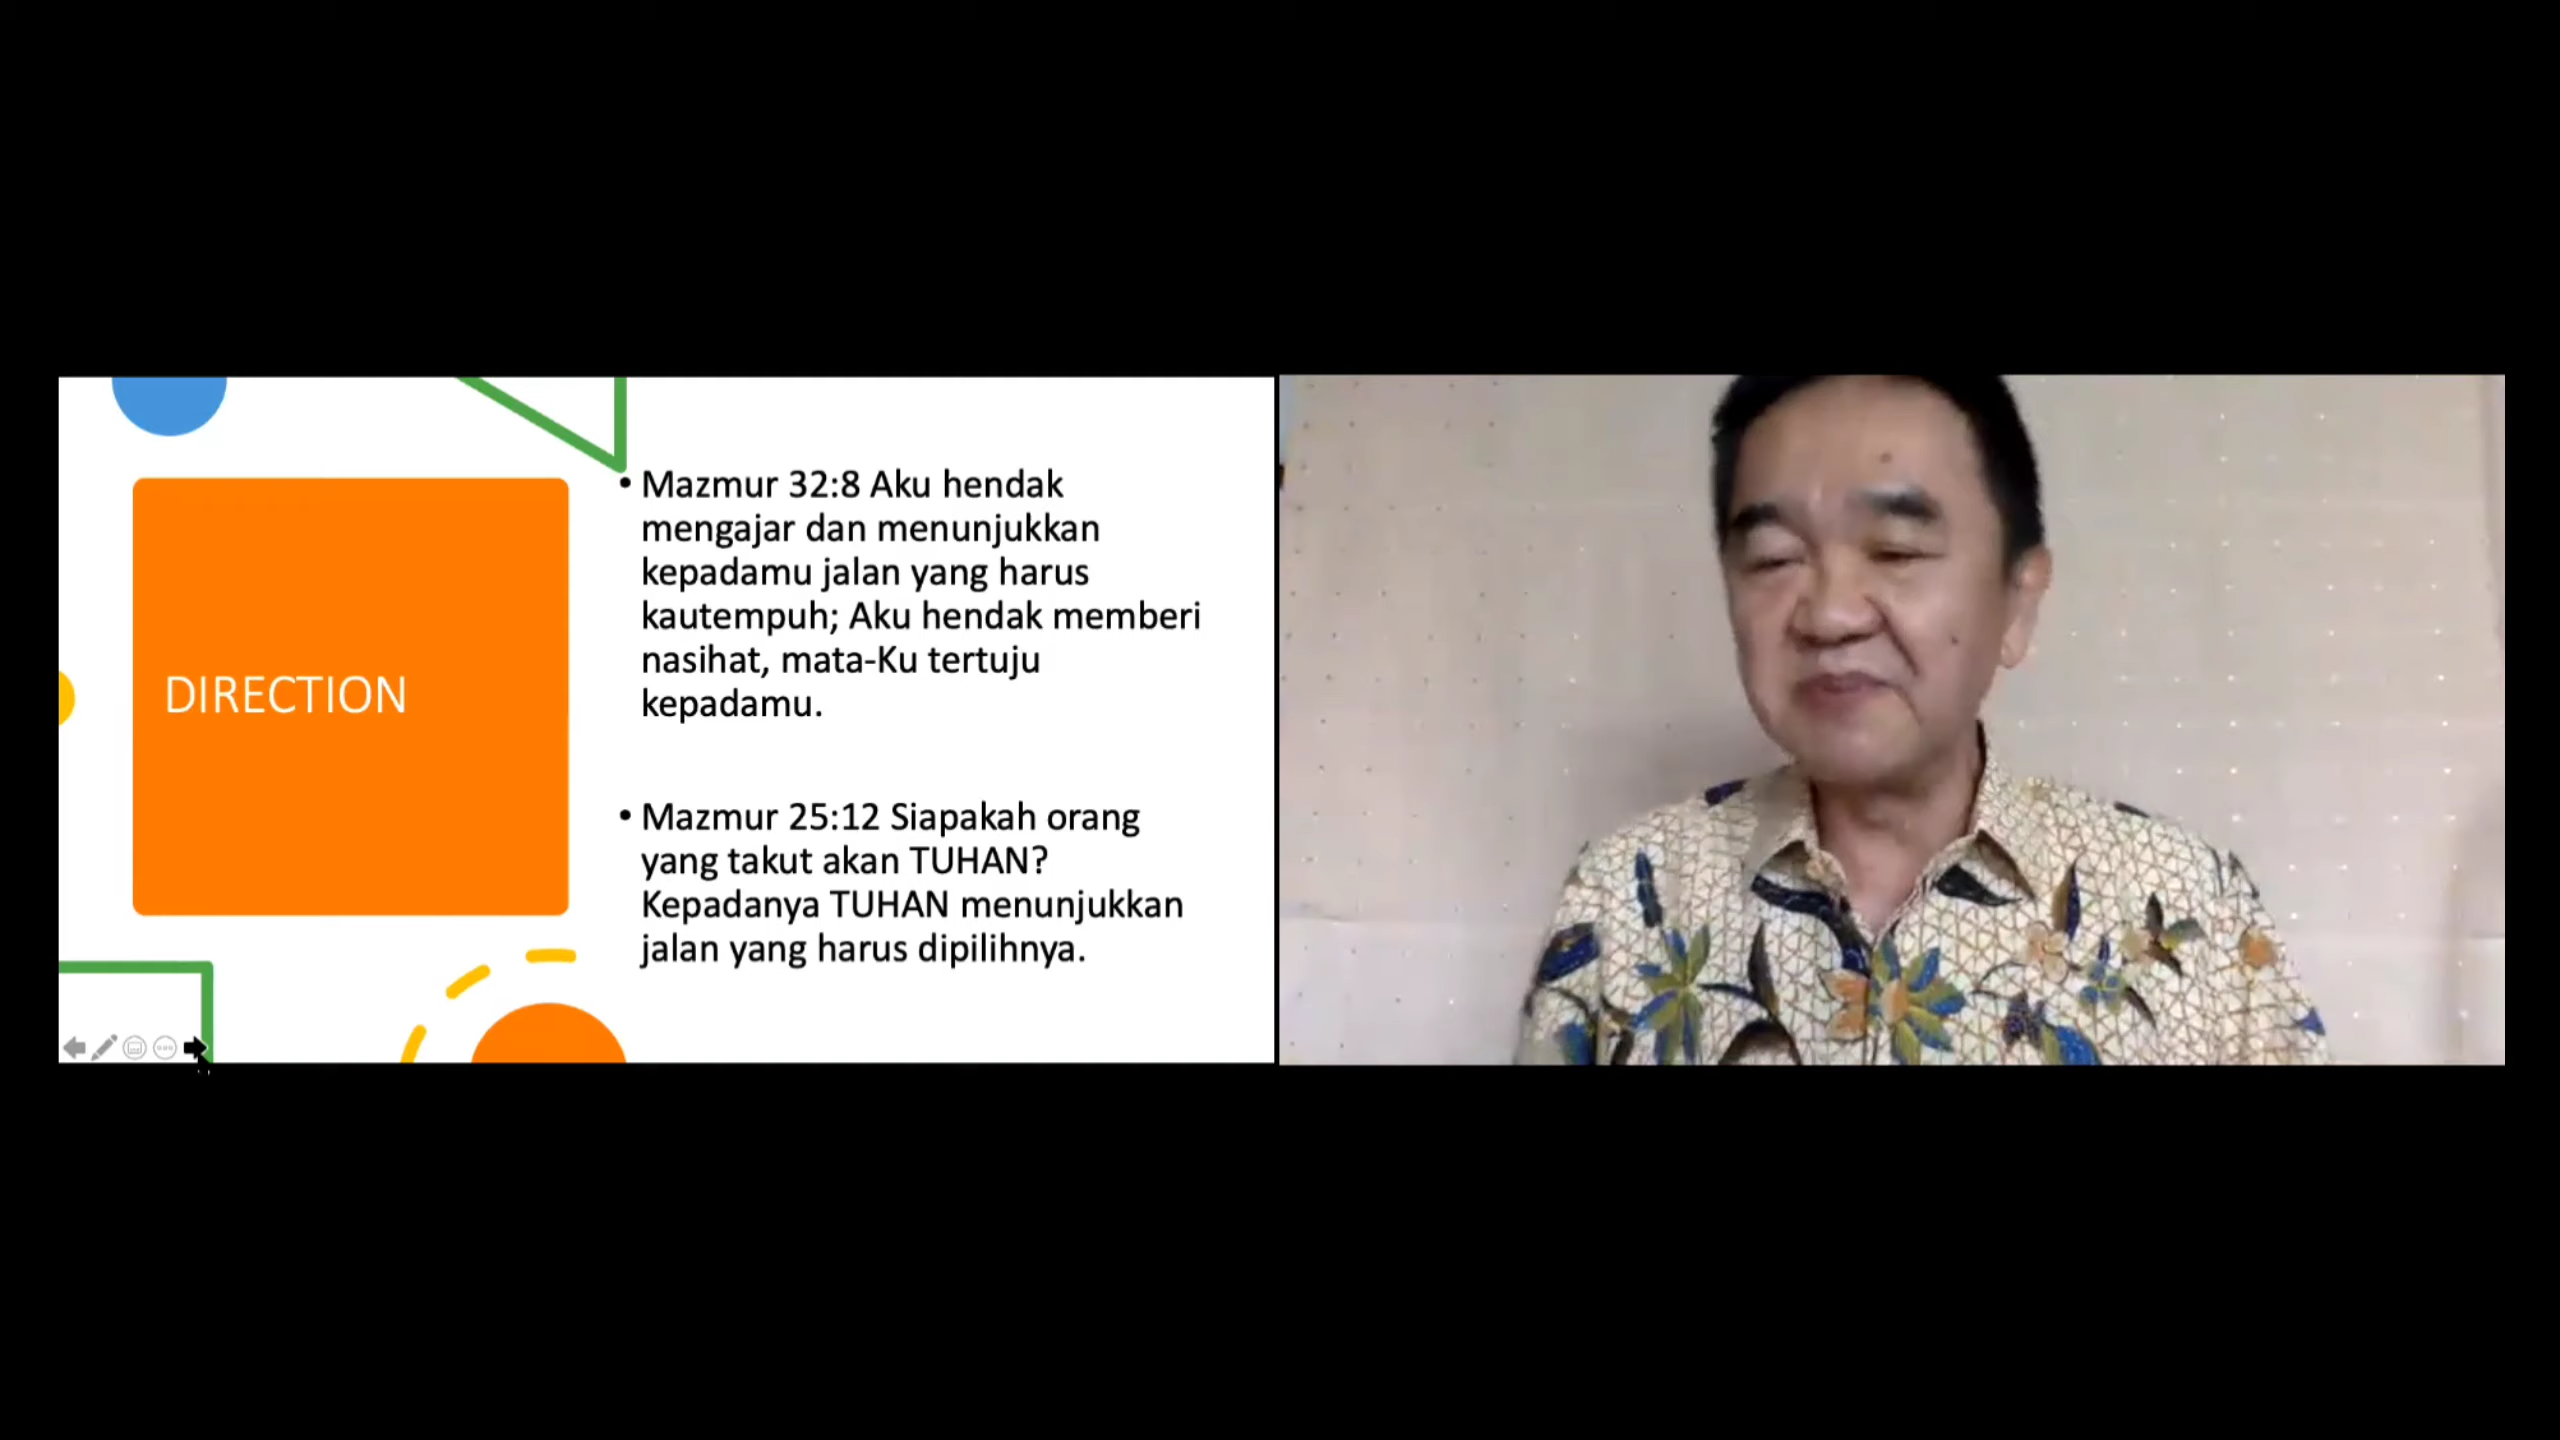 DIRECTION
• Mazmur 32:8 Aku hendak
mengajar dan menunjukkan
kepadamu jalan yang harus
kautempuh; Aku hendak memberi
nasihat, mata-Ku tertuju
kepadamu.
• Mazmur 25:12 Siapakah orang
yang takut akan TUHAN?
Kepadanya TUHAN menunjukkan
jalan yang harus dipilihnya.